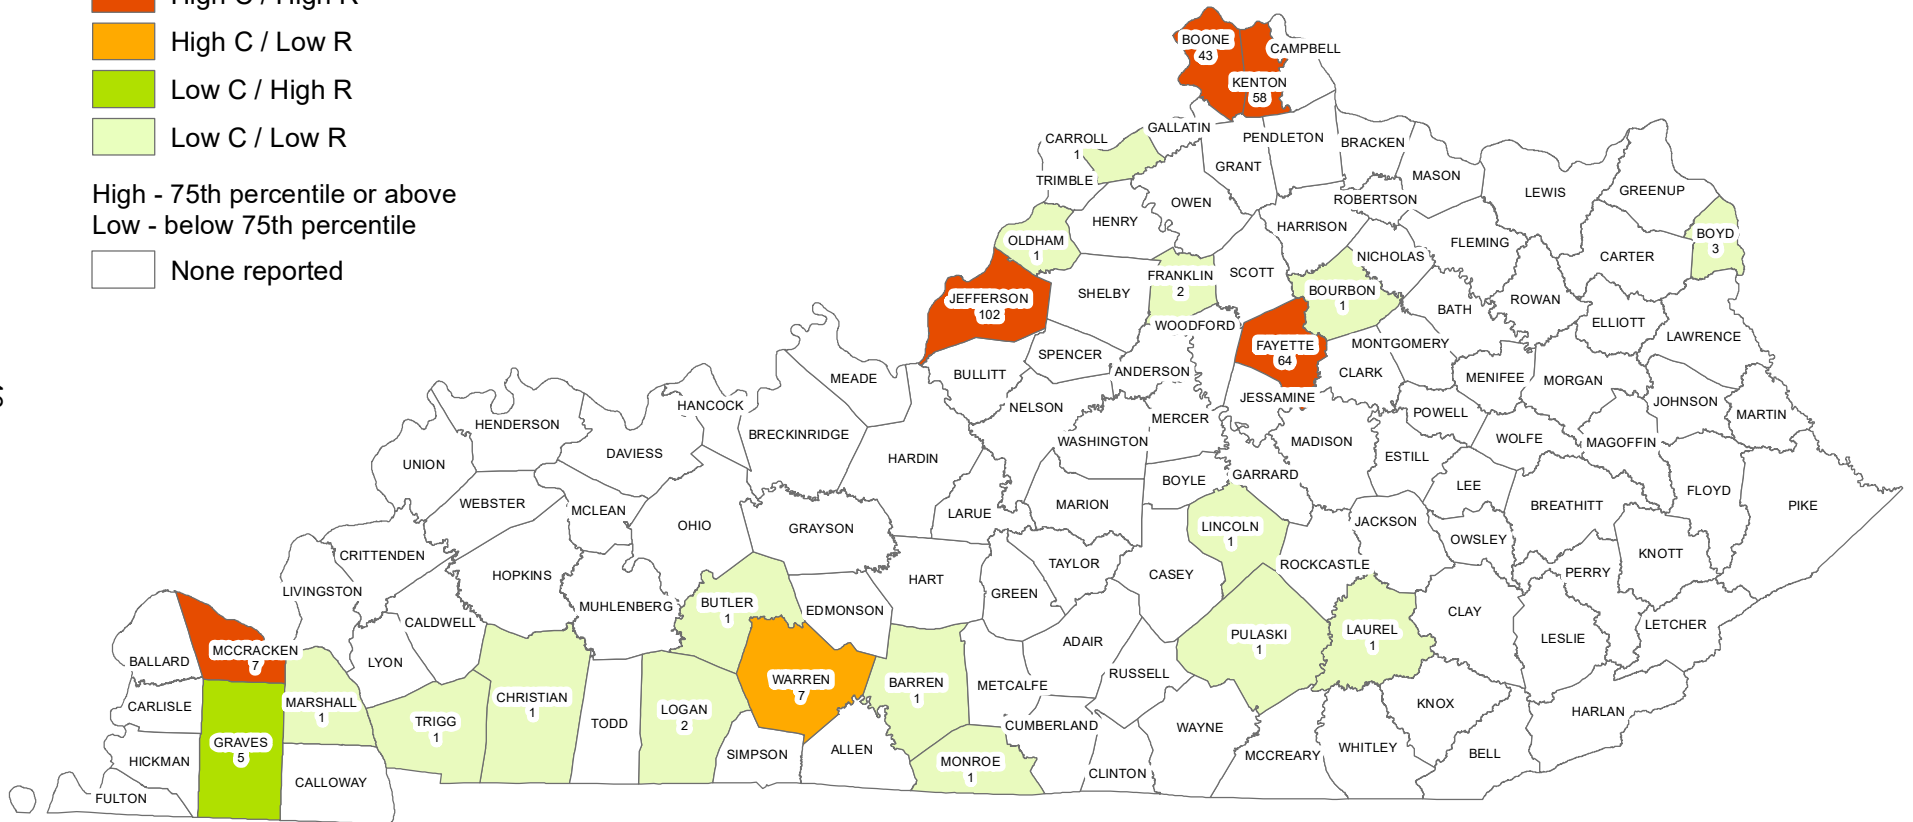 High C / High R
High C / Low R
Low C / High R
Low C / Low R
High - 75th percentile or above
Low - below 75th percentile
None reported
BOONE
43
CAMPBELL
KENTON
58
CARROLL
1
GALLATIN
PENDLETON
BRACKEN
GRANT
MASON
TRIMBLE
LEWIS
GREENUP
OWEN
ROBERTSON
HENRY
HARRISON
OLDHAM
1
FLEMING
BOYD
3
NICHOLAS
CARTER
FRANKLIN
2
SCOTT
SHELBY
BOURBON
1
JEFFERSON
102
ROWAN
BATH
WOODFORD
ELLIOTT
LAWRENCE
FAYETTE
64
MONTGOMERY
SPENCER
BULLITT
ANDERSON
CLARK
MENIFEE
MORGAN
MEADE
JESSAMINE
JOHNSON
HANCOCK
NELSON
POWELL
MARTIN
MERCER
HENDERSON
BRECKINRIDGE
WASHINGTON
MADISON
WOLFE
MAGOFFIN
DAVIESS
HARDIN
ESTILL
UNION
GARRARD
BOYLE
LEE
FLOYD
WEBSTER
MARION
BREATHITT
PIKE
MCLEAN
LARUE
JACKSON
OHIO
GRAYSON
LINCOLN
1
OWSLEY
KNOTT
CRITTENDEN
TAYLOR
ROCKCASTLE
HOPKINS
HART
CASEY
PERRY
LIVINGSTON
GREEN
MUHLENBERG
BUTLER
1
EDMONSON
CLAY
CALDWELL
LETCHER
LAUREL
1
PULASKI
1
LESLIE
ADAIR
MCCRACKEN
7
BALLARD
LYON
RUSSELL
WARREN
7
BARREN
1
METCALFE
CHRISTIAN
1
MARSHALL
1
KNOX
CARLISLE
LOGAN
2
HARLAN
TRIGG
1
TODD
CUMBERLAND
WAYNE
GRAVES
5
WHITLEY
ALLEN
SIMPSON
MCCREARY
BELL
HICKMAN
MONROE
1
CLINTON
CALLOWAY
FULTON